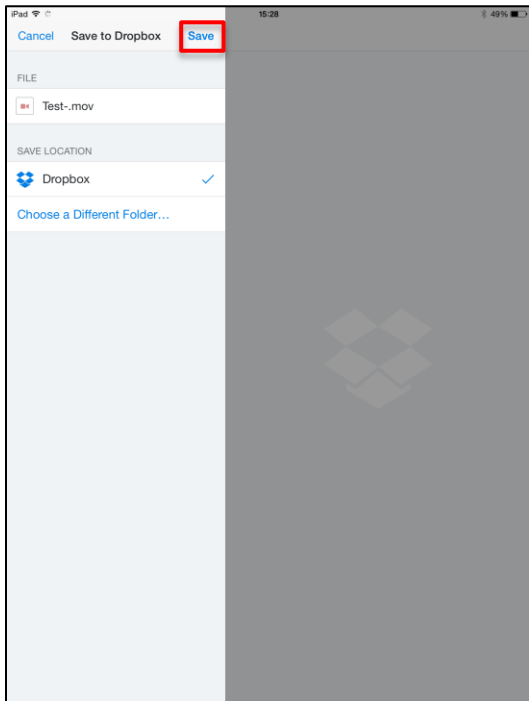 iPad 15:28 49%
Cancel Save to Dropbox Save
FILE
Test-.mov
SAVE LOCATION
Dropbox
Choose a Different Folder...